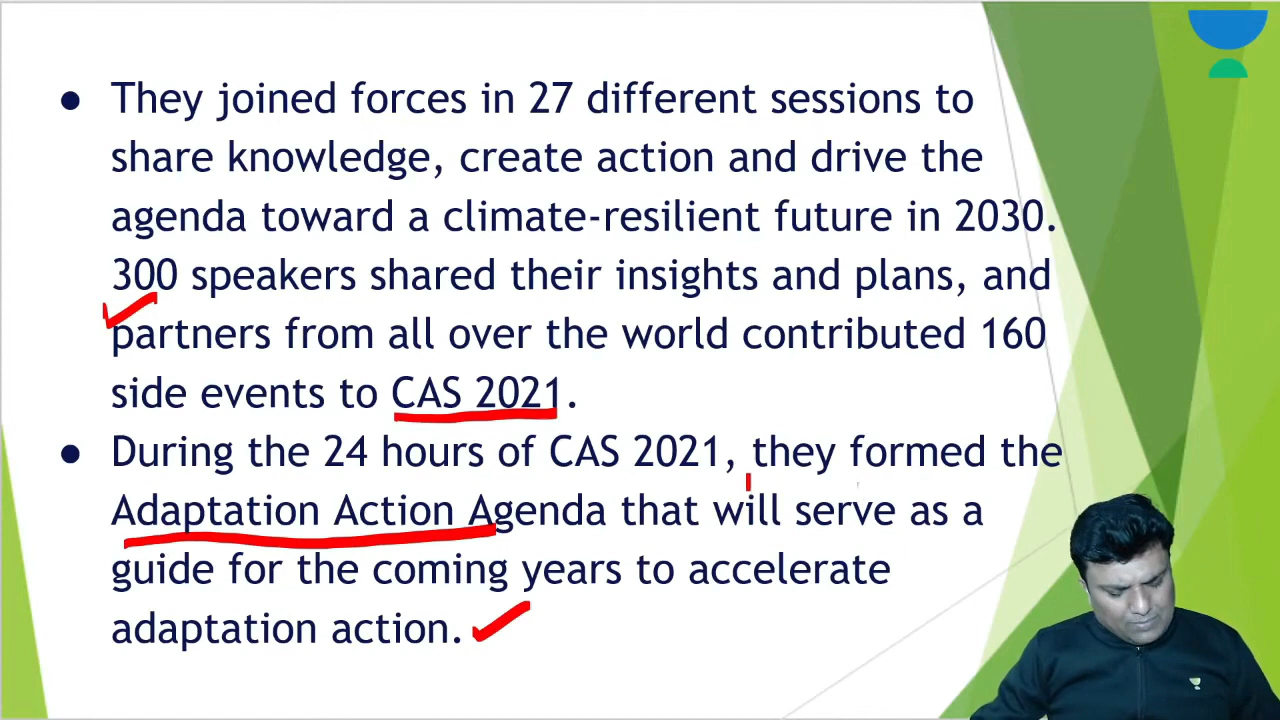 ● They joined forces in 27 different sessions to
share knowledge, create action and drive the
agenda toward a climate-resilient future in 2030.
300 speakers shared their insights and plans, and
partners from all over the world contributed 160
side events to CAS 2021.
● During the 24 hours of CAS 2021, they formed the
Adaptation Action Agenda that will serve as a
guide for the coming years to accelerate
adaptation action.